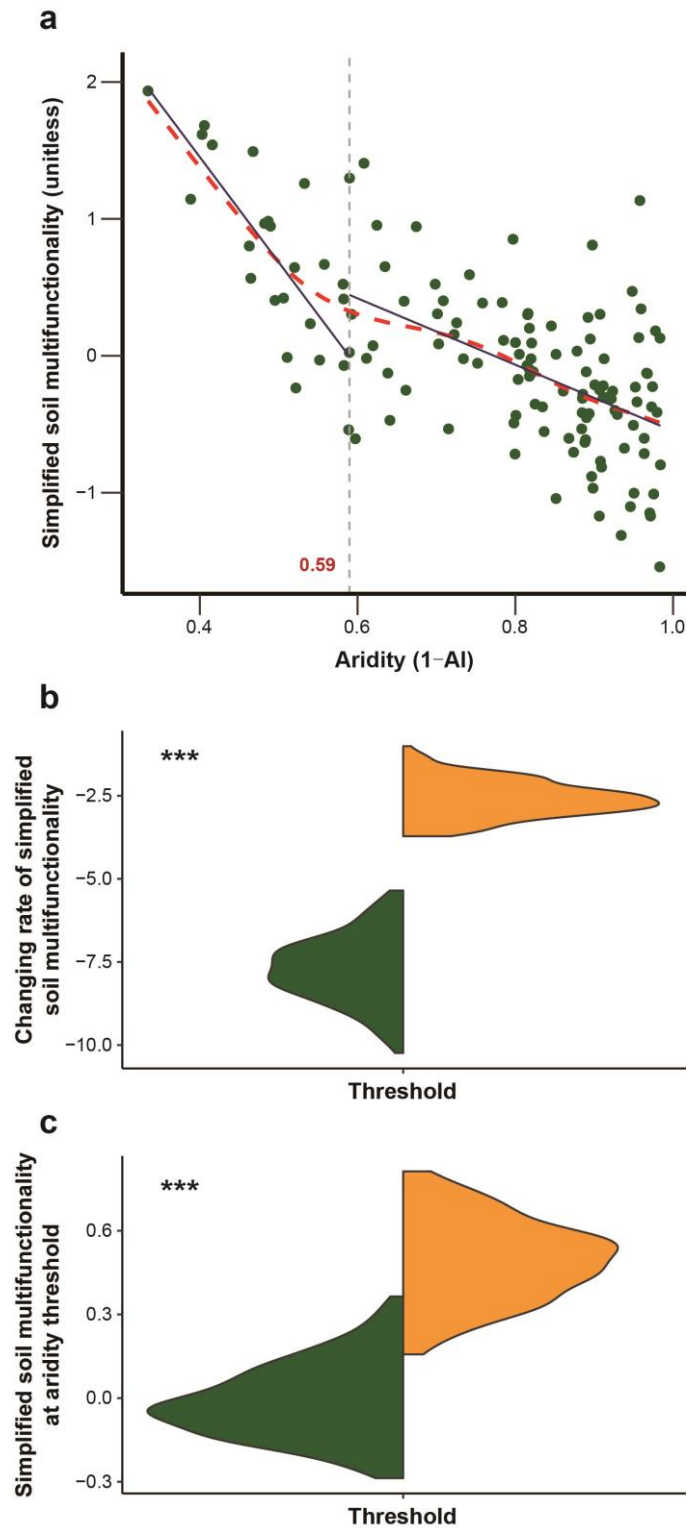 a
Simplified soil multifunctionality (unitless)
2
1
0
−1
0.59
0.4
0.6
0.8
1.0
Aridity (1−AI)
b
Changing rate of simplified
soil multifunctionality
***
−2.5
−5.0
−7.5
−10.0
Threshold
c
Simplified soil multifunctionality
at aridity threshold
***
0.6
0.3
0.0
−0.3
Threshold